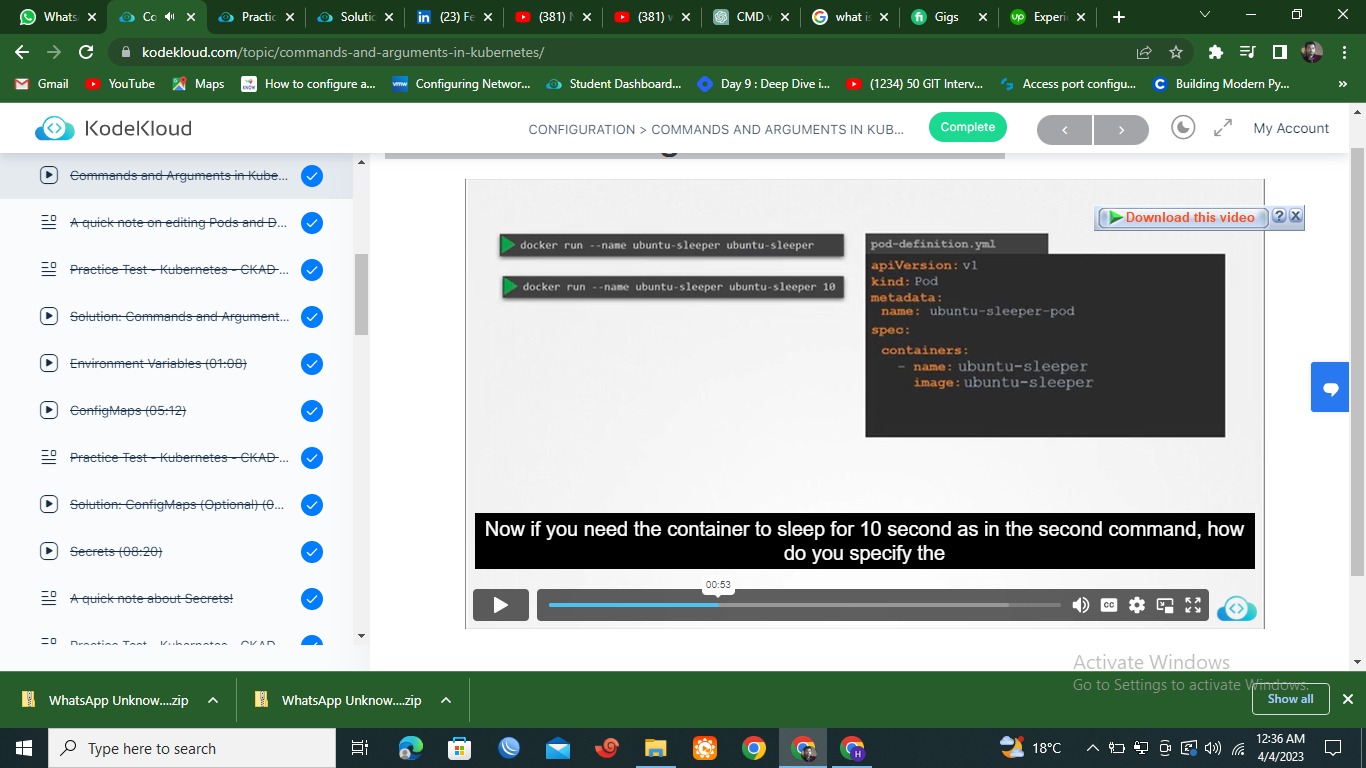 Whats
Co
Practic
Solutic
(23) Fe
(381) N
(381) v
CMD v
what is
Gigs
Experi
kodekloud.com/topic/commands-and-arguments-in-kubernetes/
Gmail
YouTube
Maps
How to configure a...
Configuring Networ...
Student Dashboard...
Day 9 : Deep Dive i...
(1234) 50 GIT Interv...
Access port configu...
Building Modern Py...
»
KodeKloud
CONFIGURATION > COMMANDS AND ARGUMENTS IN KUB...
Complete
My Account
Commands and Arguments in Kube...
A quick note on editing Pods and D...
Practice Test - Kubernetes - CKAD ...
Solution: Commands and Argument...
Environment Variables (01:08)
ConfigMaps (05:12)
Practice Test - Kubernetes - CKAD ...
Solution: ConfigMaps (Optional) (0...
Secrets (08:20)
A quick note about Secrets!
Practice Test - Kubernetes - CKAD
Download this video
?
docker run --name ubuntu-sleeper ubuntu-sleeper
docker run --name ubuntu-sleeper ubuntu-sleeper 10
pod-definition.yml
apiVersion: v1
kind: Pod
metadata:
name: ubuntu-sleeper-pod
spec:
containers:
- name: ubuntu-sleeper
image: ubuntu-sleeper
Now if you need the container to sleep for 10 second as in the second command, how
do you specify the
00:53
CC
Activate Windows
Go to Settings to activate Windows.
WhatsApp Unknow....zip
WhatsApp Unknow....zip
Show all
Type here to search
18°C
12:36 AM
4/4/2023